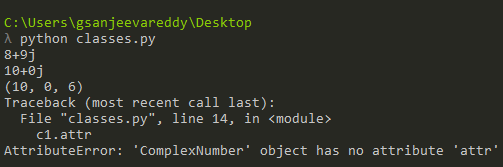 C:\Users\gsanjeevareddy\Desktop
λ python classes.py
8+9j
10+0j
(10, 0, 6)
Traceback (most recent call last):
  File "classes.py", line 14, in <module>
    c1.attr
AttributeError: 'ComplexNumber' object has no attribute 'attr'